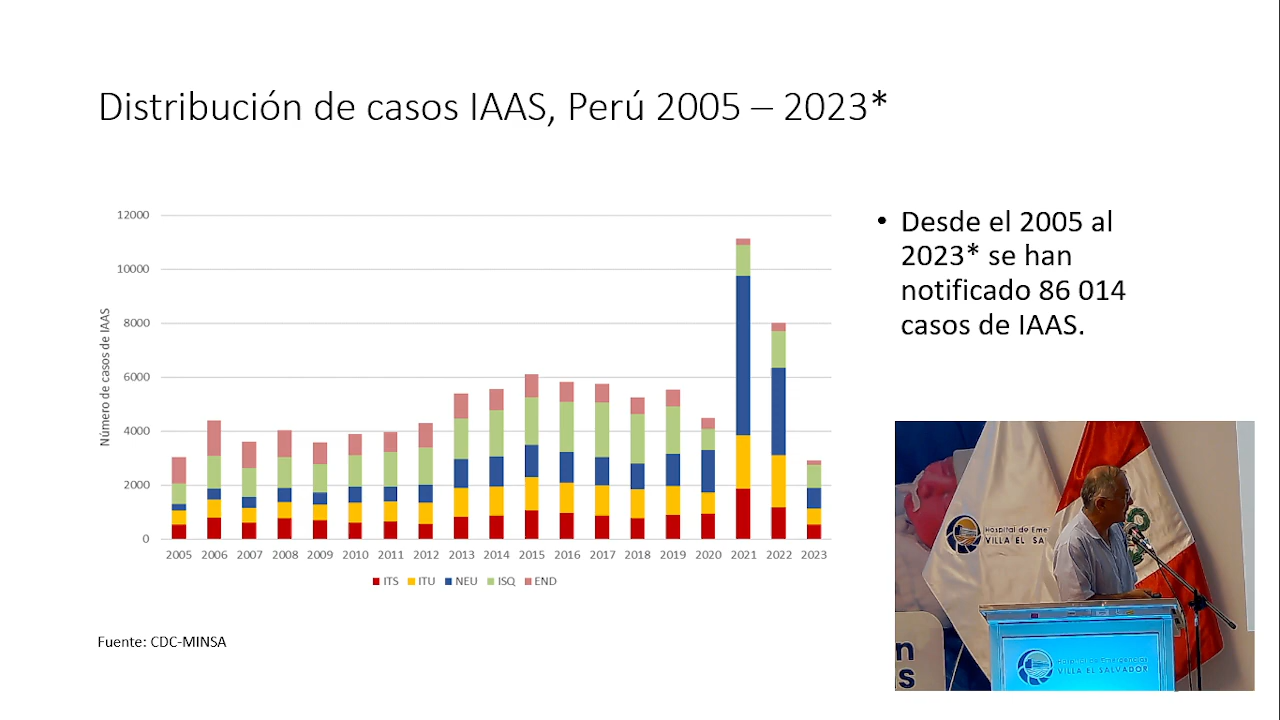 Distribución de casos IAAS, Perú 2005 – 2023*
12000
10000
8000
6000
4000
2000
0
Número de casos de IAAS
2005 2006 2007 2008 2009 2010 2011 2012 2013 2014 2015 2016 2017 2018 2019 2020 2021 2022 2023
ITS ITU NEU ISQ END
Fuente: CDC-MINSA
• Desde el 2005 al
2023* se han
notificado 86 014
casos de IAAS.
Hospital de Eme
VILLA EL SA
Hospital de Emergencias
VILLA EL SALVADOR
n
s